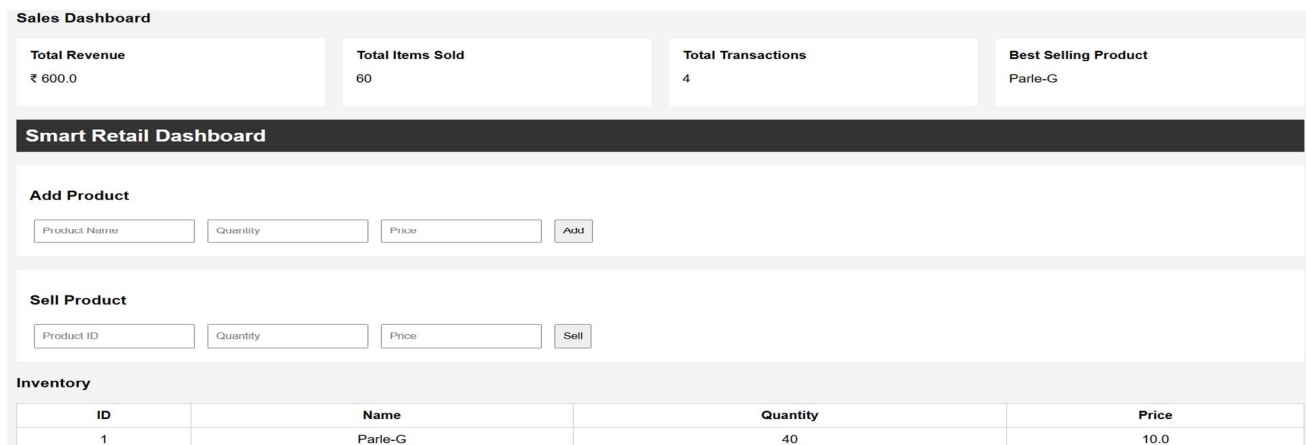 Sales Dashboard
Total Revenue Total Items Sold Total Transactions Best Selling Product
₹ 600.0 60 4 Parle-G
Smart Retail Dashboard
Add Product
Product Name Quantity Price Add
Sell Product
Product ID Quantity Price Sell
Inventory
ID Name Quantity Price
1 Parle-G 40 10.0